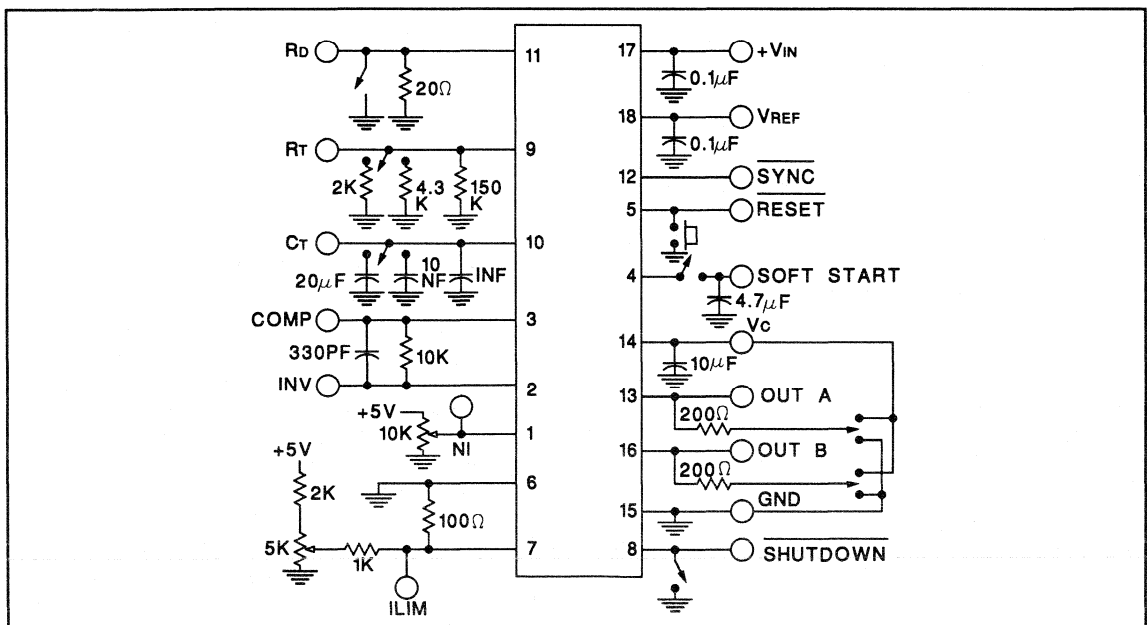 RD
11
20Ω
RT
9
2K
4.3
K
150
K
CT
10
20μF
10
NF
INF
COMP
3
330PF
10K
INV
2
+5V
10K
NI
1
+5V
2K
6
100Ω
5K
1K
7
ILIM
17
+VIN
0.1μF
18
VREF
0.1μF
12
SYNC
5
RESET
4
SOFT START
4.7μF
14
VC
10μF
13
OUT A
200Ω
16
OUT B
200Ω
15
GND
8
SHUTDOWN